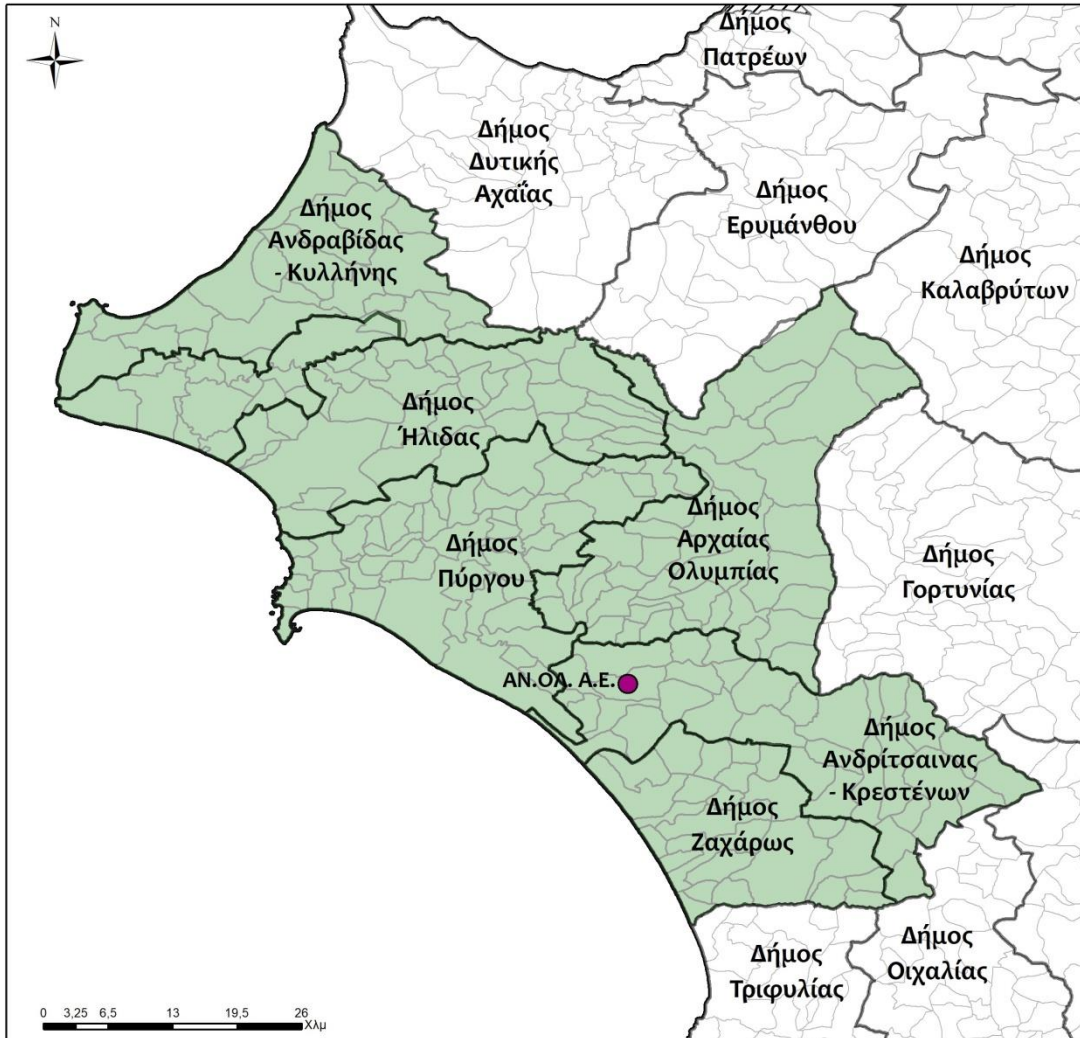 N
Δήμος
Πατρέων
Δήμος
Δυτικής
Αχαΐας
Δήμος
Ερυμάνθου
Δήμος
Ανδραβίδας
- Κυλλήνης
Δήμος
Καλαβρύτων
Δήμος
Ήλιδας
Δήμος
Αρχαίας
Ολυμπίας
Δήμος
Πύργου
Δήμος
Γορτυνίας
ΑΝ.ΟΛ. Α.Ε.
Δήμος
Ανδρίτσαινας
- Κρεστένων
Δήμος
Ζαχάρως
Δήμος
Τριφυλίας
Δήμος
Οιχαλίας
0 3,25 6,5 13 19,5 26
Χλμ